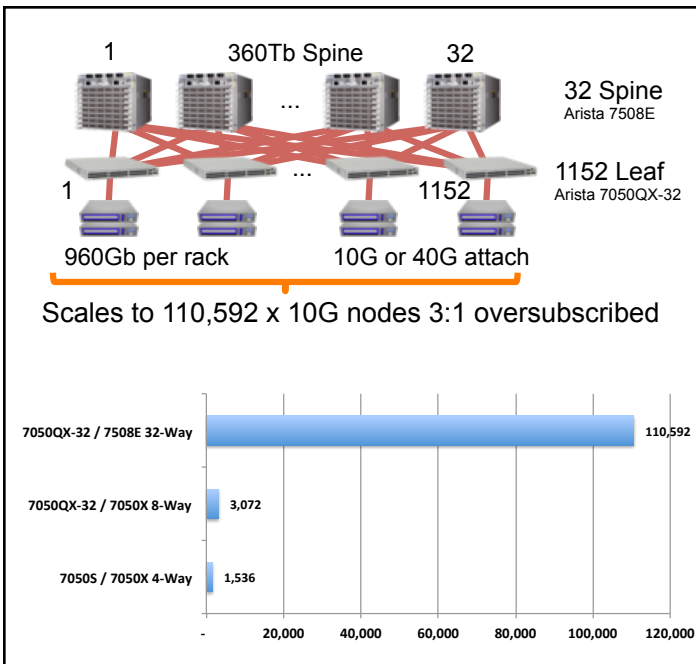 1 360Tb Spine 32
...
32 Spine
Arista 7508E
...
1 1152
1152 Leaf
Arista 7050QX-32
960Gb per rack 10G or 40G attach
Scales to 110,592 x 10G nodes 3:1 oversubscribed
7050QX-32 / 7508E 32-Way 110,592
7050QX-32 / 7050X 8-Way 3,072
7050S / 7050X 4-Way 1,536
- 20,000 40,000 60,000 80,000 100,000 120,000